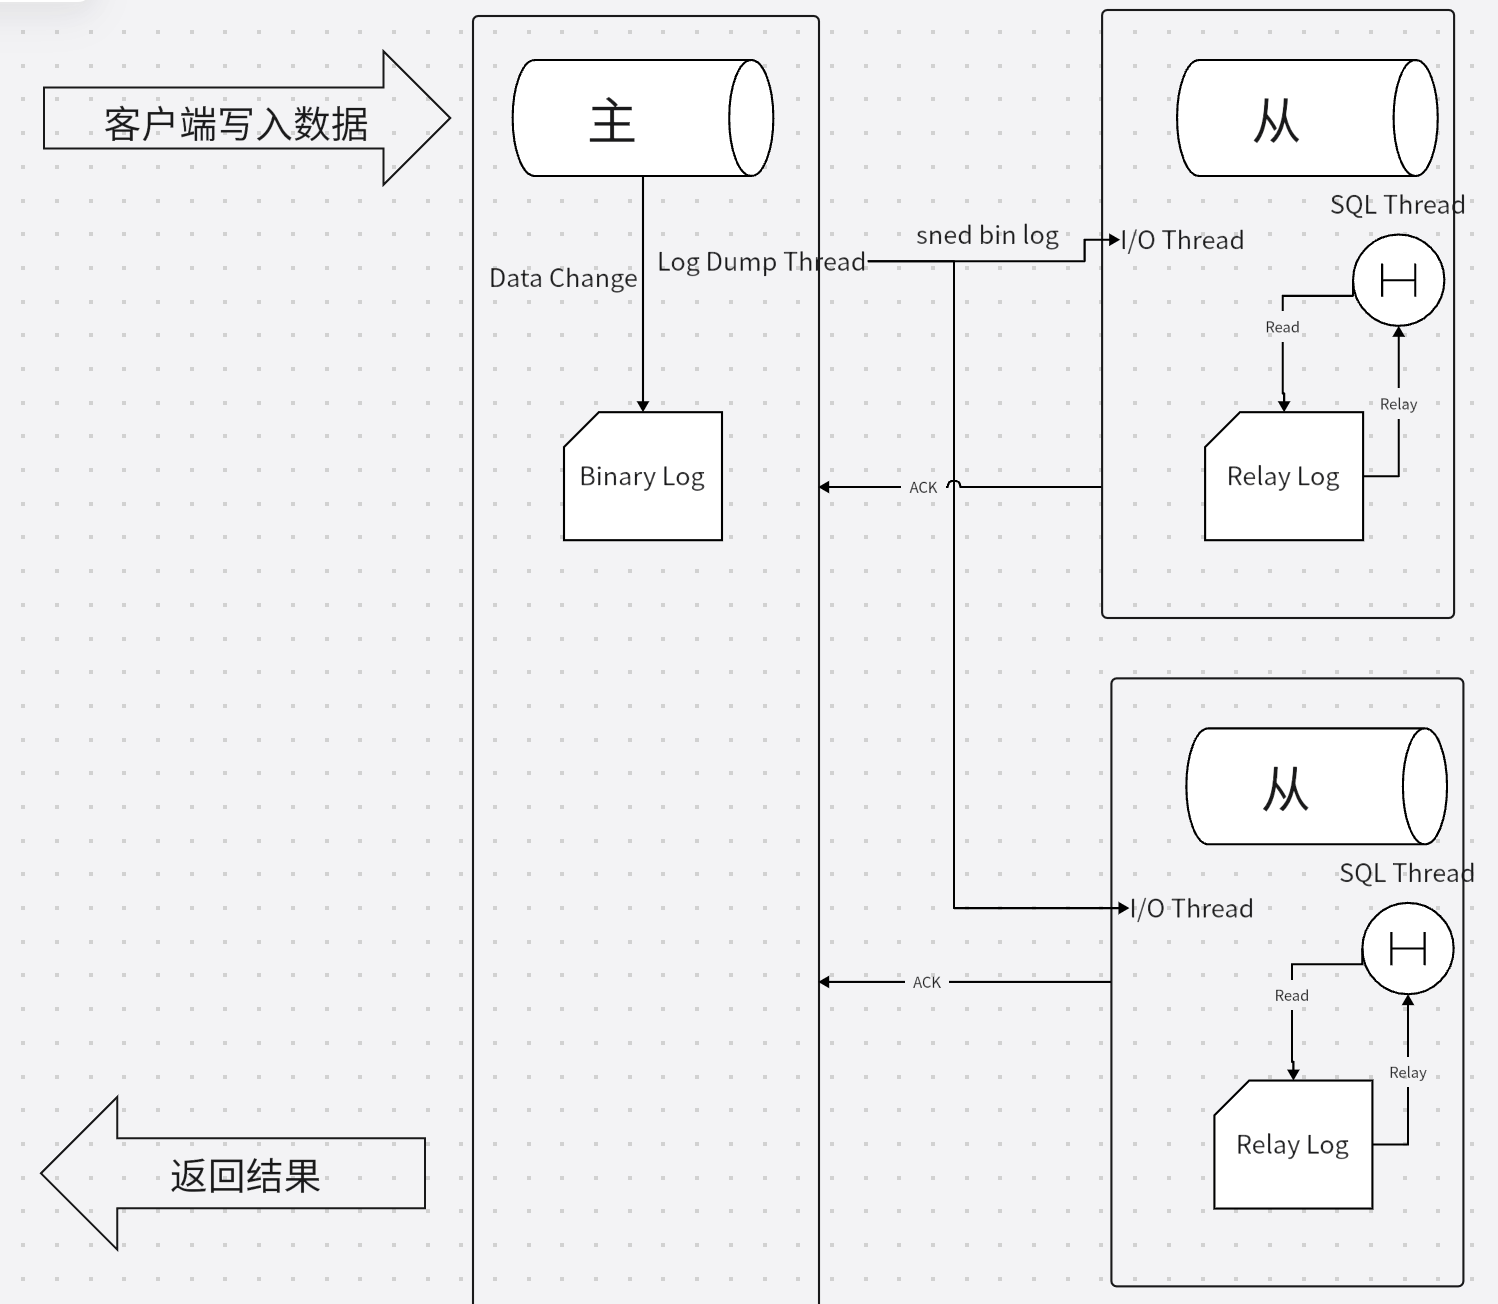 客户端写入数据
主
从
SQL Thread
sned bin log
I/O Thread
Log Dump Thread
Data Change
Read
Relay
Binary Log
Relay Log
ACK
从
SQL Thread
I/O Thread
ACK
Read
Relay
Relay Log
返回结果